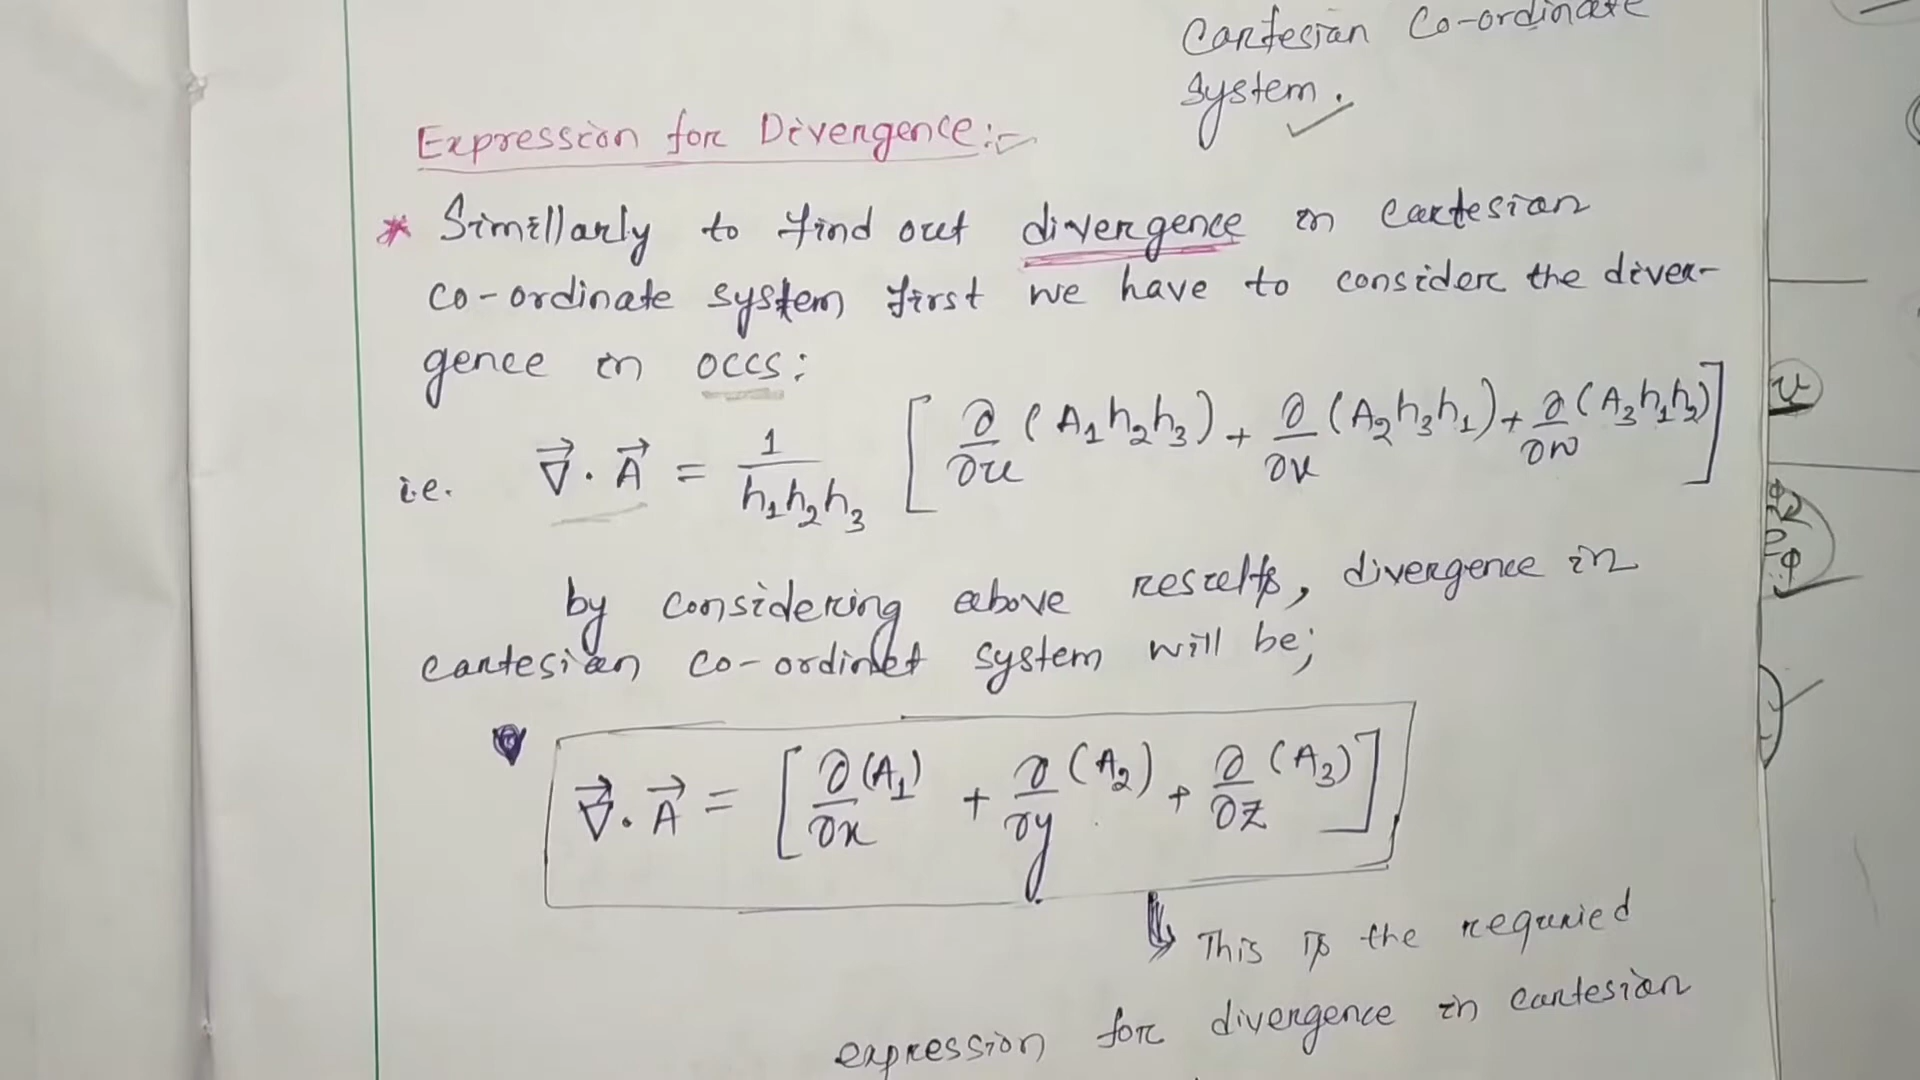 Cartesian Co-ordinate
System.
Expression for Divergence:-
* Simillarly to find out divergence in Cartesian
co-ordinate system first we have to consider the diver-
gence in OCCS:
i.e. ∇⃗ · A⃗ = 1/(h₁h₂h₃) [ ∂/∂u (A₁h₂h₃) + ∂/∂v (A₂h₃h₁) + ∂/∂w (A₃h₁h₂) ]
by considering above results, divergence in
cartesian co-ordinet system will be;
∇⃗ · A⃗ = [ ∂/∂x (A₁) + ∂/∂y (A₂) + ∂/∂z (A₃) ]
This is the requried
expression for divergence in cartesian